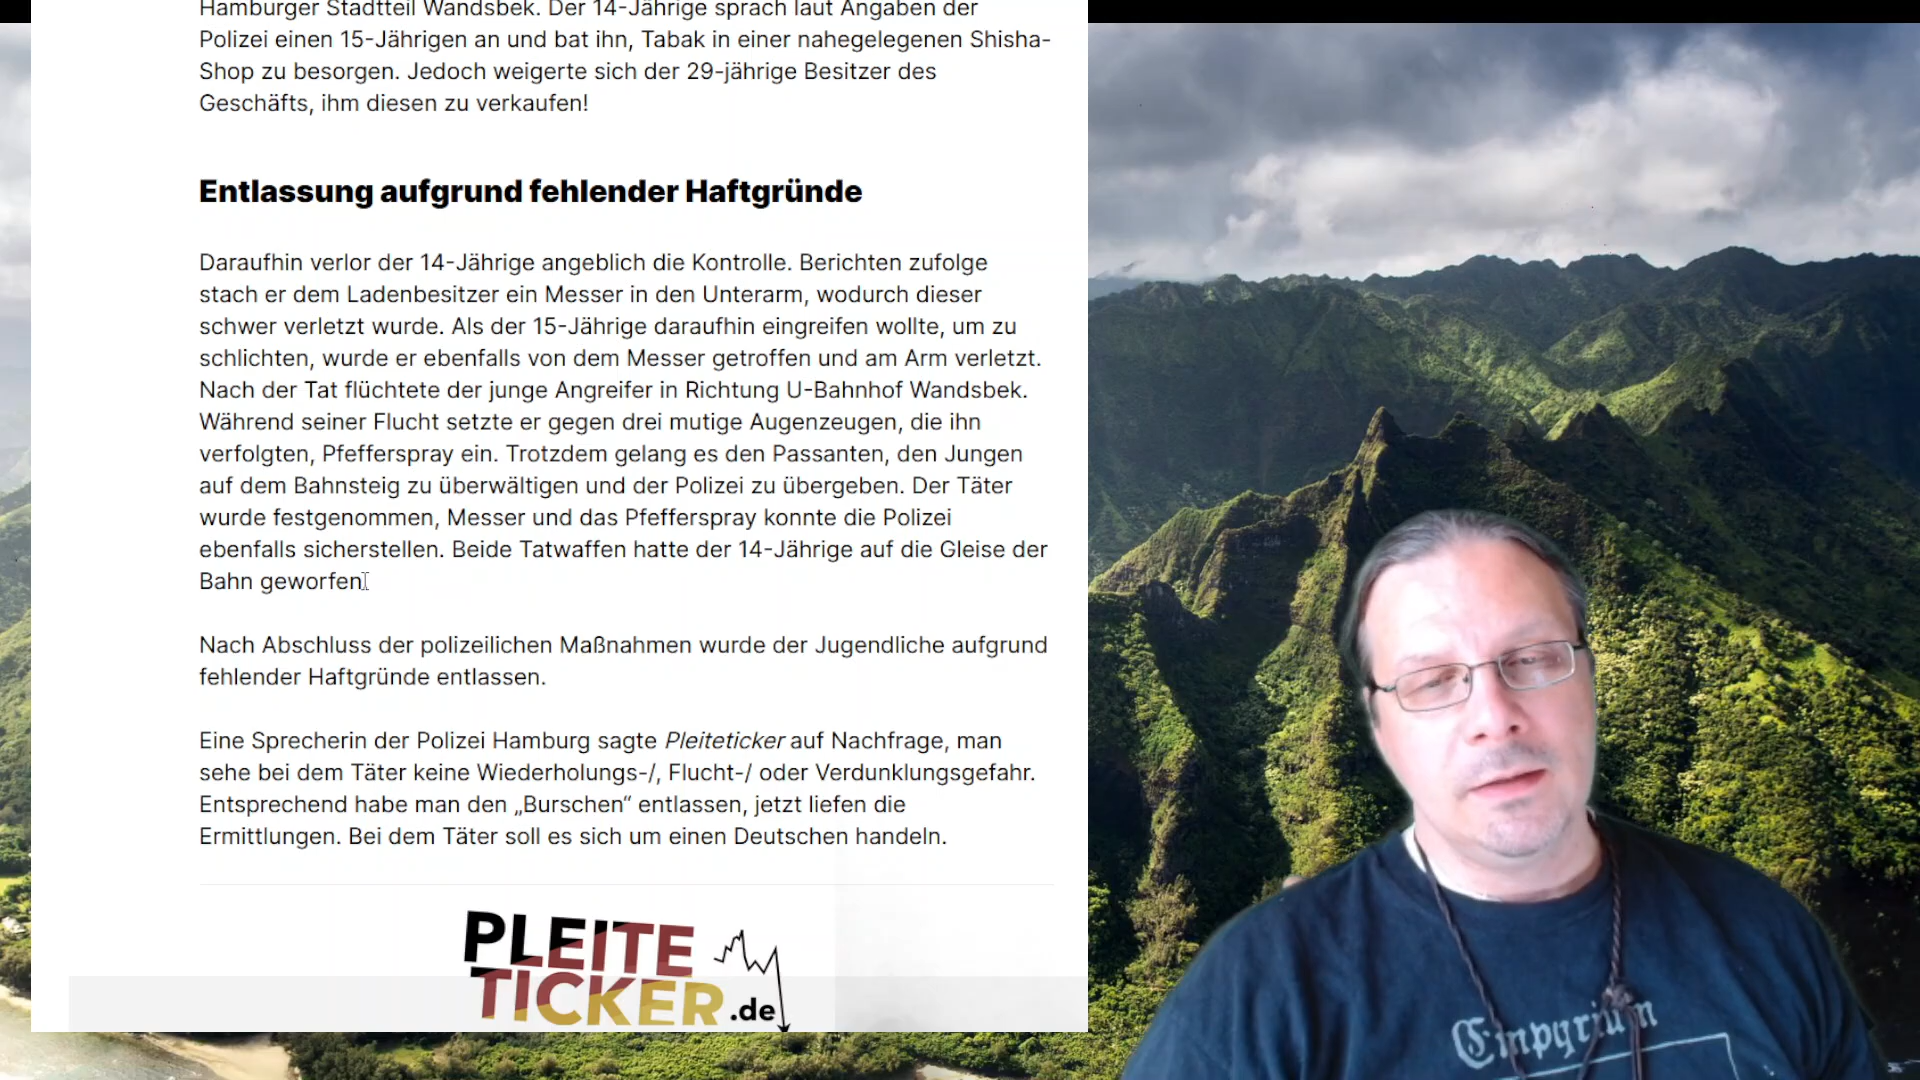 Hamburger Stadtteil Wandsbek. Der 14-Jährige sprach laut Angaben der
Polizei einen 15-Jährigen an und bat ihn, Tabak in einer nahegelegenen Shisha-
Shop zu besorgen. Jedoch weigerte sich der 29-jährige Besitzer des
Geschäfts, ihm diesen zu verkaufen!
Entlassung aufgrund fehlender Haftgründe
Daraufhin verlor der 14-Jährige angeblich die Kontrolle. Berichten zufolge
stach er dem Ladenbesitzer ein Messer in den Unterarm, wodurch dieser
schwer verletzt wurde. Als der 15-Jährige daraufhin eingreifen wollte, um zu
schlichten, wurde er ebenfalls von dem Messer getroffen und am Arm verletzt.
Nach der Tat flüchtete der junge Angreifer in Richtung U-Bahnhof Wandsbek.
Während seiner Flucht setzte er gegen drei mutige Augenzeugen, die ihn
verfolgten, Pfefferspray ein. Trotzdem gelang es den Passanten, den Jungen
auf dem Bahnsteig zu überwältigen und der Polizei zu übergeben. Der Täter
wurde festgenommen, Messer und das Pfefferspray konnte die Polizei
ebenfalls sicherstellen. Beide Tatwaffen hatte der 14-Jährige auf die Gleise der
Bahn geworfen.
Nach Abschluss der polizeilichen Maßnahmen wurde der Jugendliche aufgrund
fehlender Haftgründe entlassen.
Eine Sprecherin der Polizei Hamburg sagte Pleiteticker auf Nachfrage, man
sehe bei dem Täter keine Wiederholungs-/, Flucht-/ oder Verdunklungsgefahr.
Entsprechend habe man den „Burschen“ entlassen, jetzt liefen die
Ermittlungen. Bei dem Täter soll es sich um einen Deutschen handeln.
PLEITE
TICKER.de
Empyrium